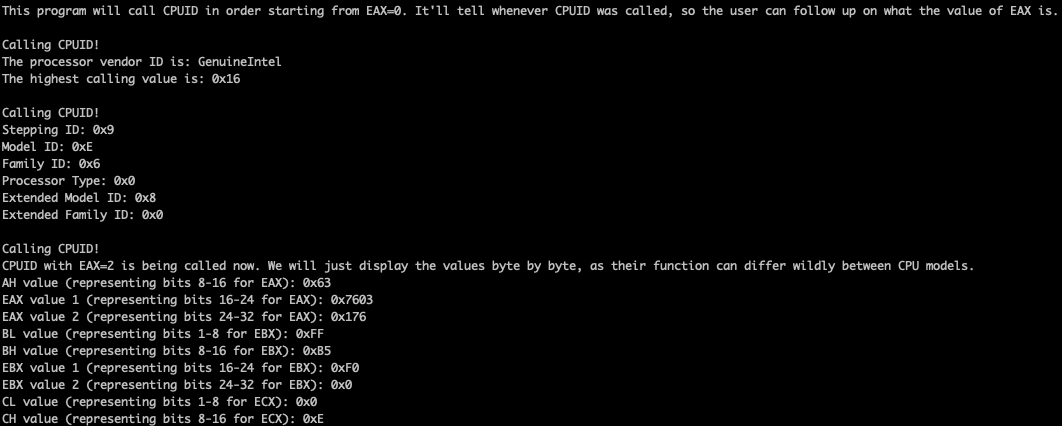 This program will call CPUID in order starting from EAX=0. It'll tell whenever CPUID was called, so the user can follow up on what the value of EAX is.
Calling CPUID!
The processor vendor ID is: GenuineIntel
The highest calling value is: 0x16
Calling CPUID!
Stepping ID: 0x9
Model ID: 0xE
Family ID: 0x6
Processor Type: 0x0
Extended Model ID: 0x8
Extended Family ID: 0x0
Calling CPUID!
CPUID with EAX=2 is being called now. We will just display the values byte by byte, as their function can differ wildly between CPU models.
AH value (representing bits 8-16 for EAX): 0x63
EAX value 1 (representing bits 16-24 for EAX): 0x7603
EAX value 2 (representing bits 24-32 for EAX): 0x176
BL value (representing bits 1-8 for EBX): 0xFF
BH value (representing bits 8-16 for EBX): 0xB5
EBX value 1 (representing bits 16-24 for EBX): 0xF0
EBX value 2 (representing bits 24-32 for EBX): 0x0
CL value (representing bits 1-8 for ECX): 0x0
CH value (representing bits 8-16 for ECX): 0xE